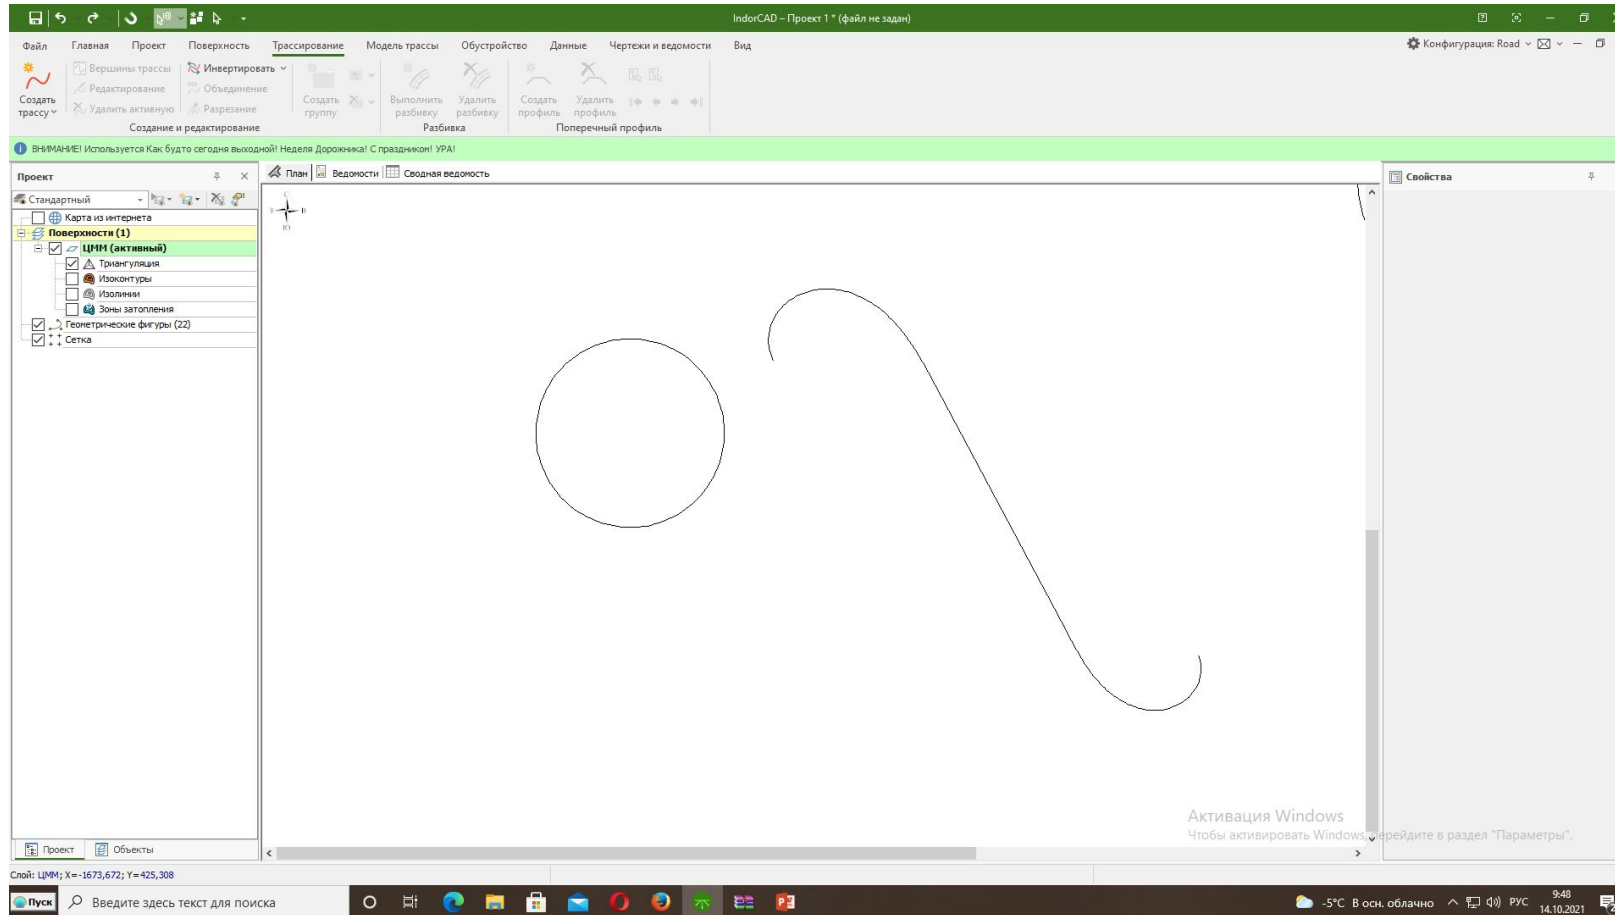 IndorCAD – Проект 1 * (файл не задан)
Файл Главная Проект Поверхность Трассирование Модель трассы Обустройство Данные Чертежи и ведомости Вид Конфигурация: Road
Создать трассу
Вершины трассы
Редактирование
Удалить активную
Инвертировать
Объединение
Разрезание
Создание и редактирование
Создать группу
Выполнить разбивку
Удалить разбивку
Разбивка
Создать профиль
Удалить профиль
Поперечный профиль
ВНИМАНИЕ! Используется Как будто сегодня выходной! Неделя Дорожника! С праздником! УРА!
Проект
План Ведомости Сводная ведомость
Свойства
Стандартный
Карта из интернета
Поверхности (1)
ЦММ (активный)
Триангуляция
Изоконтуры
Изолинии
Зоны затопления
Геометрические фигуры (22)
Сетка
С
З В
Ю
Активация Windows
Чтобы активировать Windows, перейдите в раздел "Параметры".
Проект Объекты
Слой: ЦММ; X=-1673,672; Y=425,308
Пуск Введите здесь текст для поиска -5°C В осн. облачно РУС 9:48
14.10.2021